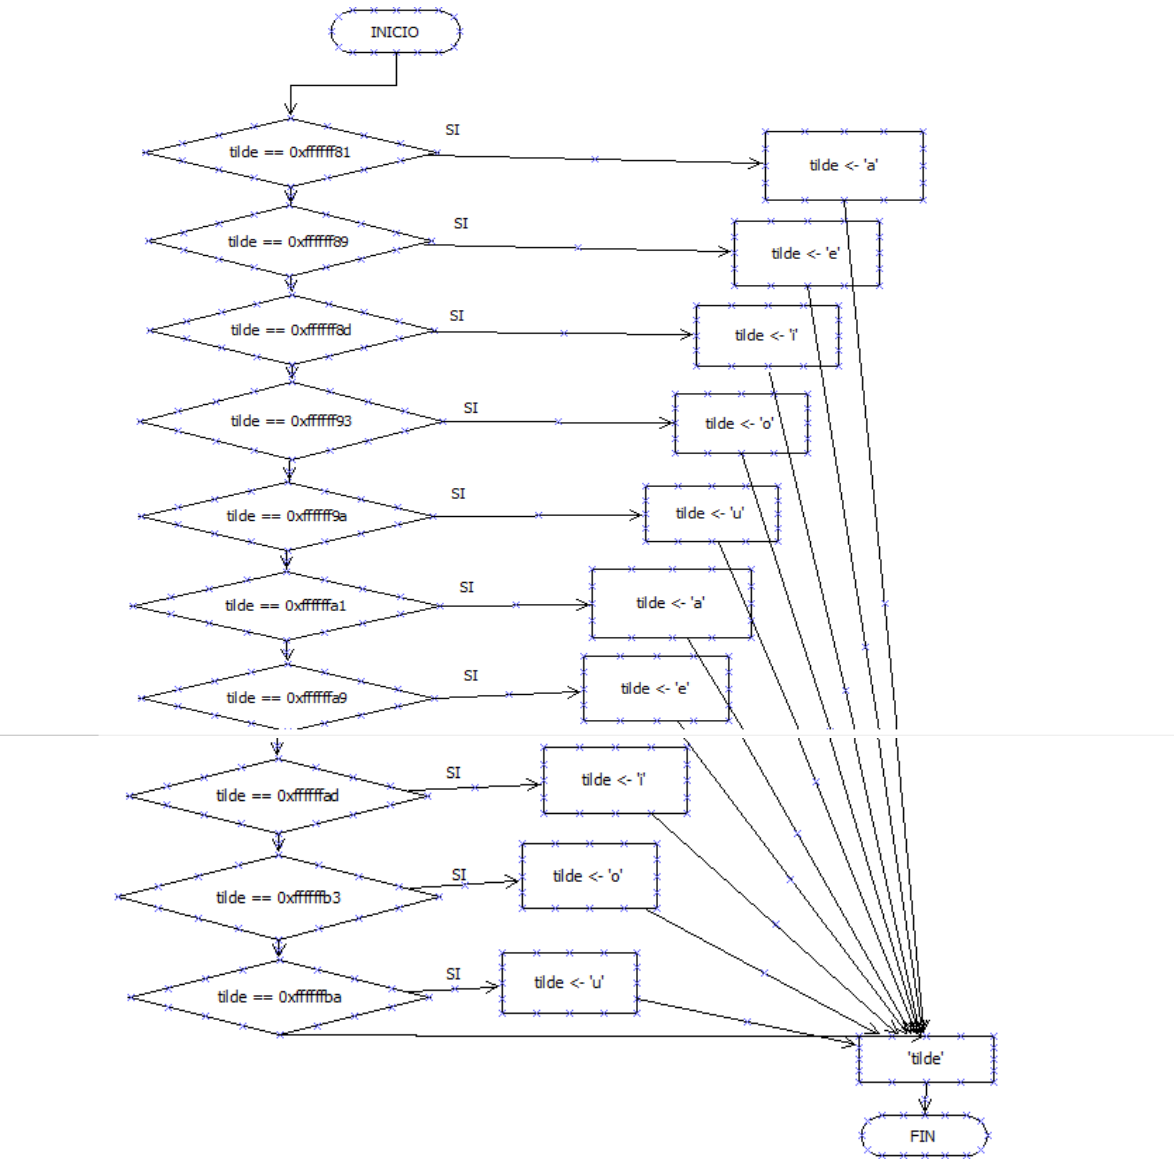 INICIO
SI
tilde == 0xffffff81
tilde <- 'a'
SI
tilde == 0xffffff89
tilde <- 'e'
SI
tilde == 0xffffff8d
tilde <- 'i'
SI
tilde == 0xffffff93
tilde <- 'o'
SI
tilde == 0xffffff9a
tilde <- 'u'
SI
tilde == 0xffffffa1
tilde <- 'a'
SI
tilde == 0xffffffa9
tilde <- 'e'
SI
tilde == 0xffffffad
tilde <- 'i'
SI
tilde == 0xffffffb3
tilde <- 'o'
SI
tilde == 0xffffffba
tilde <- 'u'
'tilde'
FIN